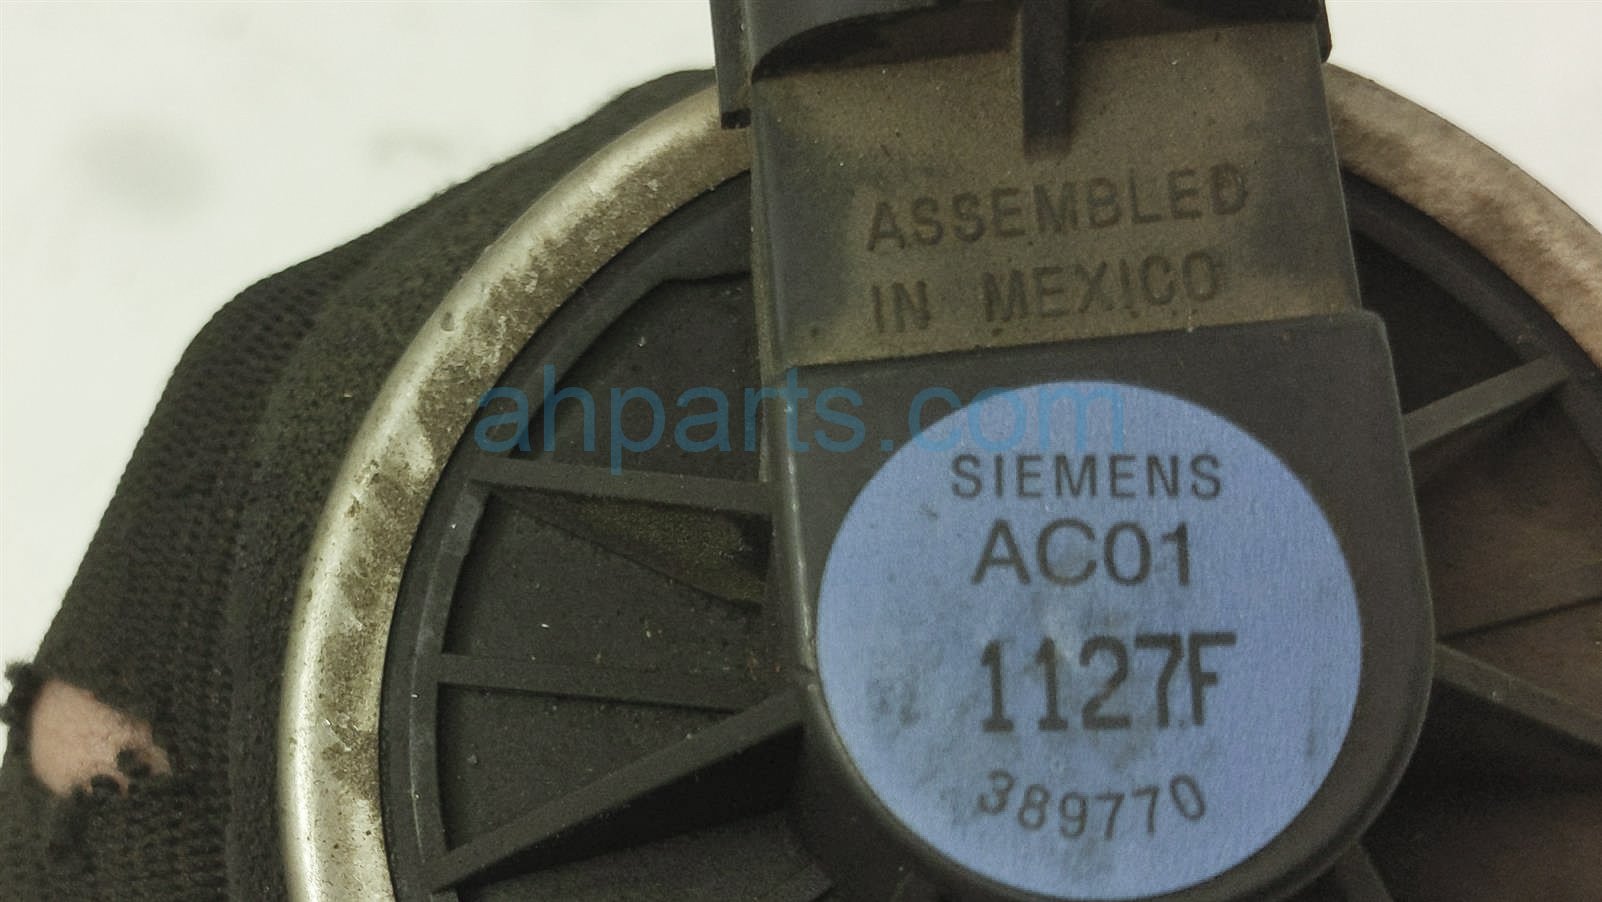 ASSEMBLED
IN MEXICO
ahparts.com
SIEMENS
AC01
1127F
389770